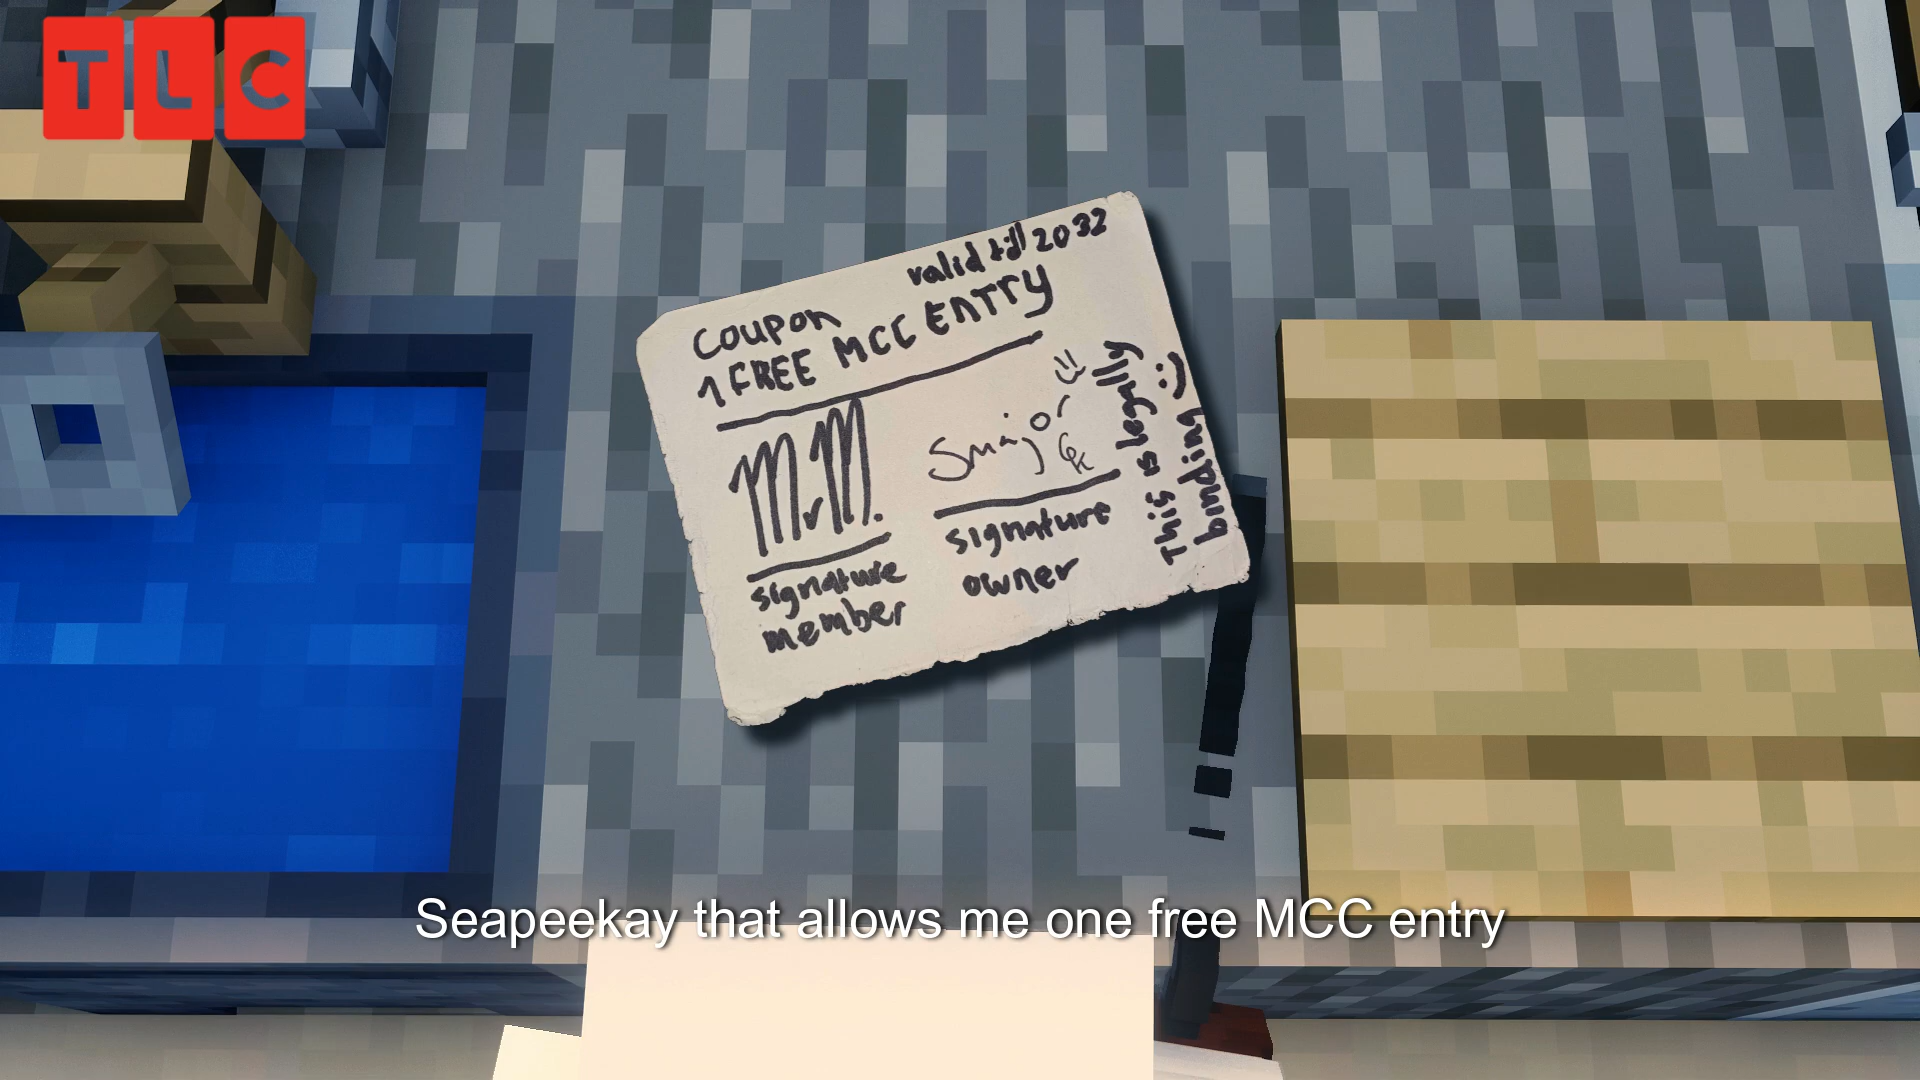 TLC
valid till 2032
coupon
1 FREE MCC ENTRY
MrM.
Smajor
signature
member
signature
owner
This is legally
binding :)
Seapeekay that allows me one free MCC entry